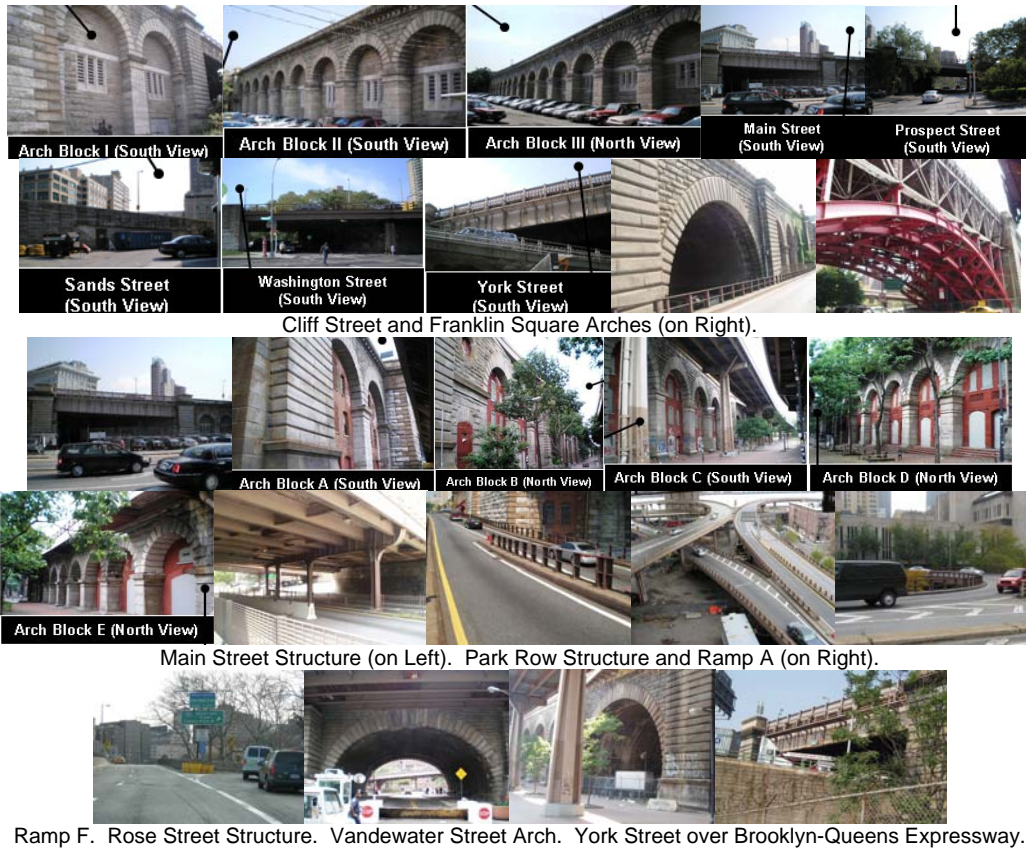 Arch Block I (South View)
Arch Block II (South View)
Arch Block III (North View)
Main Street
(South View)
Prospect Street
(South View)
Sands Street
(South View)
Washington Street
(South View)
York Street
(South View)
Cliff Street and Franklin Square Arches (on Right).
Arch Block A (South View)
Arch Block B (North View)
Arch Block C (South View)
Arch Block D (North View)
Arch Block E (North View)
Main Street Structure (on Left). Park Row Structure and Ramp A (on Right).
Ramp F. Rose Street Structure. Vandewater Street Arch. York Street over Brooklyn-Queens Expressway.